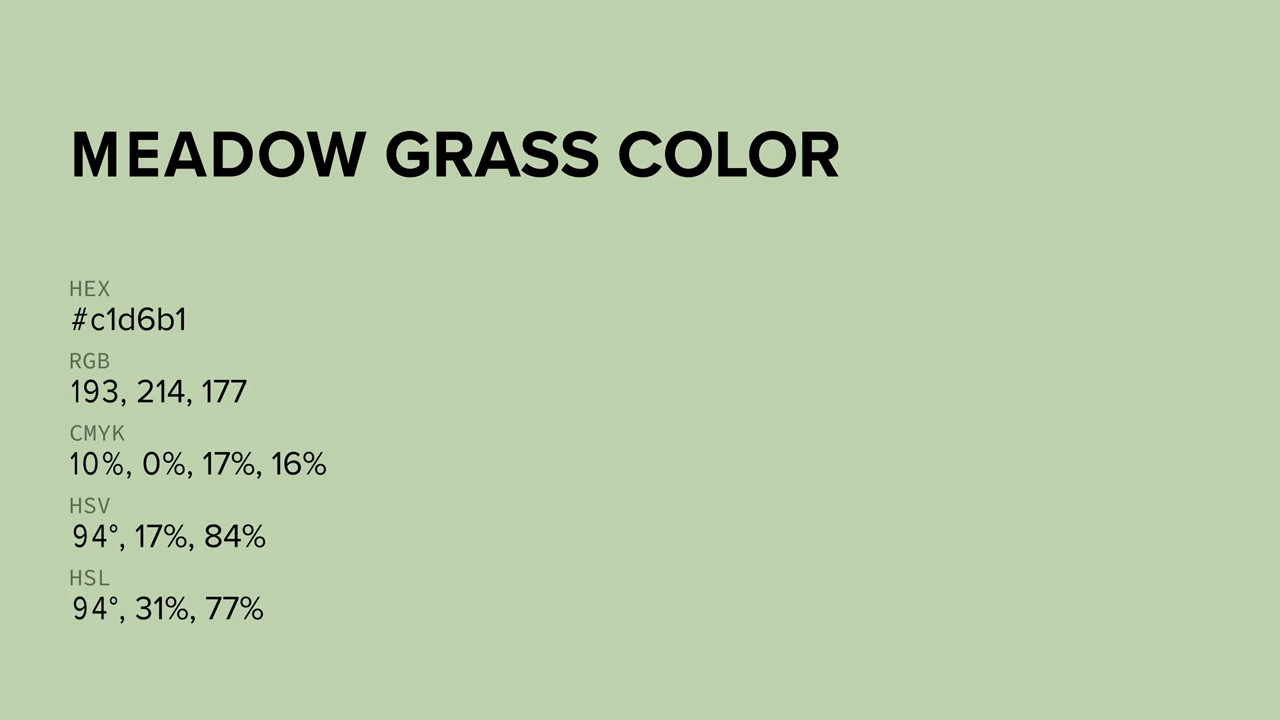 MEADOW GRASS COLOR
HEX
#c1d6b1
RGB
193, 214, 177
CMYK
10%, 0%, 17%, 16%
HSV
94°, 17%, 84%
HSL
94°, 31%, 77%